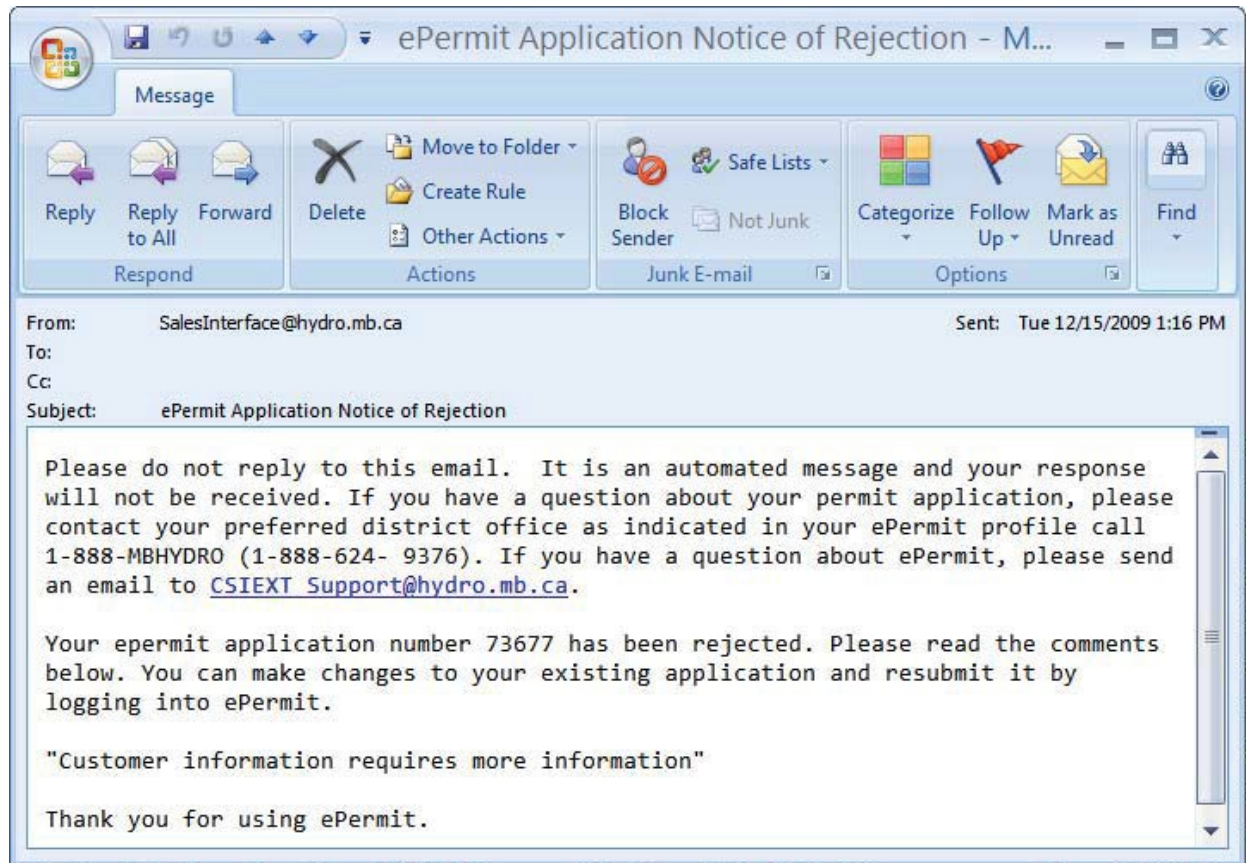 ePermit Application Notice of Rejection - M...
Message
Reply
Reply to All
Forward
Respond
Delete
Move to Folder
Create Rule
Other Actions
Actions
Block Sender
Safe Lists
Not Junk
Junk E-mail
Categorize
Follow Up
Mark as Unread
Options
Find
From: SalesInterface@hydro.mb.ca Sent: Tue 12/15/2009 1:16 PM
To:
Cc:
Subject: ePermit Application Notice of Rejection
Please do not reply to this email. It is an automated message and your response
will not be received. If you have a question about your permit application, please
contact your preferred district office as indicated in your ePermit profile call
1-888-MBHYDRO (1-888-624- 9376). If you have a question about ePermit, please send
an email to CSIEXT_Support@hydro.mb.ca.
Your epermit application number 73677 has been rejected. Please read the comments
below. You can make changes to your existing application and resubmit it by
logging into ePermit.
"Customer information requires more information"
Thank you for using ePermit.